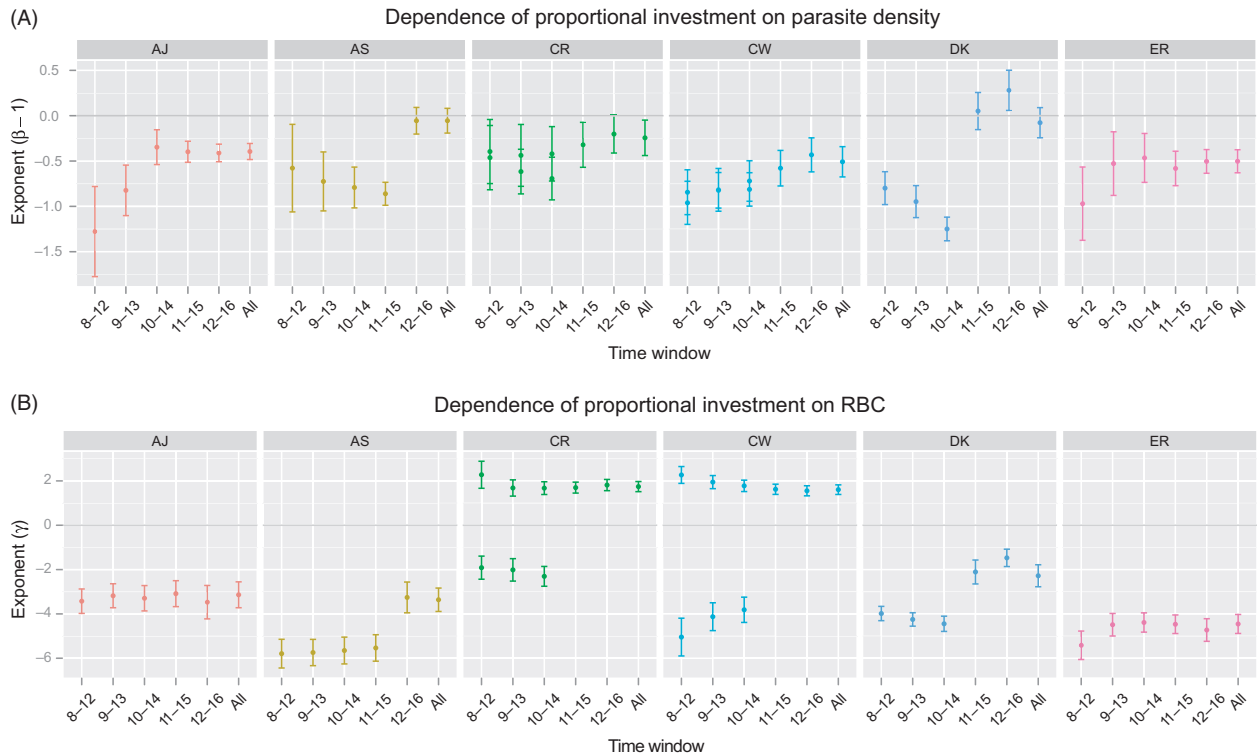 (A)
Dependence of proportional investment on parasite density
AJ AS CR CW DK ER
0.5
0.0
−0.5
−1.0
−1.5
Exponent (β − 1)
8–12 9–13 10–14 11–15 12–16 All 8–12 9–13 10–14 11–15 12–16 All 8–12 9–13 10–14 11–15 12–16 All 8–12 9–13 10–14 11–15 12–16 All 8–12 9–13 10–14 11–15 12–16 All 8–12 9–13 10–14 11–15 12–16 All
Time window
(B)
Dependence of proportional investment on RBC
AJ AS CR CW DK ER
2
0
−2
−4
−6
Exponent (γ)
8–12 9–13 10–14 11–15 12–16 All 8–12 9–13 10–14 11–15 12–16 All 8–12 9–13 10–14 11–15 12–16 All 8–12 9–13 10–14 11–15 12–16 All 8–12 9–13 10–14 11–15 12–16 All 8–12 9–13 10–14 11–15 12–16 All
Time window